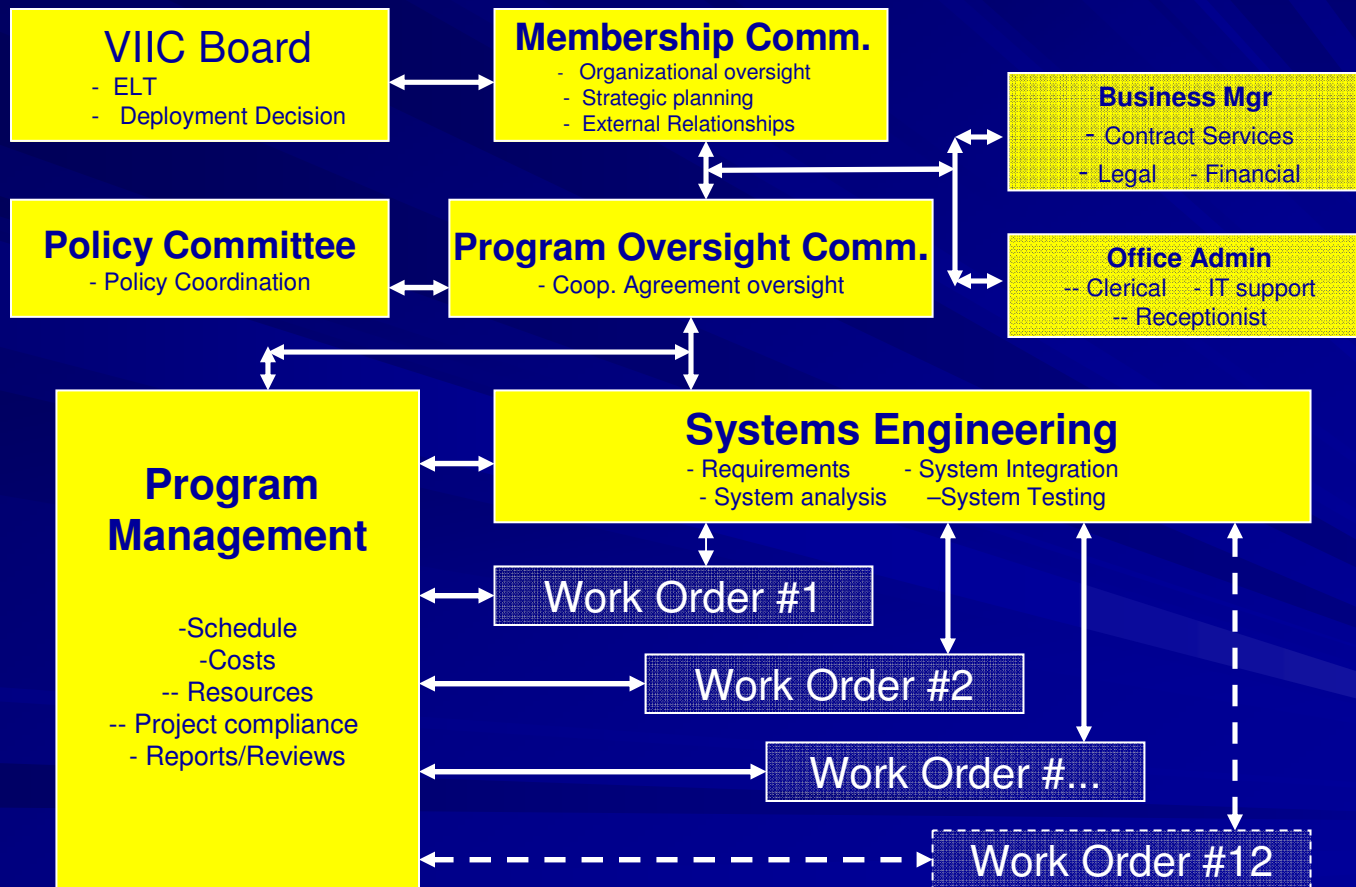 VIIC Board
- ELT
- Deployment Decision
Membership Comm.
- Organizational oversight
- Strategic planning
- External Relationships
Business Mgr
- Contract Services
- Legal - Financial
Policy Committee
- Policy Coordination
Program Oversight Comm.
- Coop. Agreement oversight
Office Admin
-- Clerical - IT support
-- Receptionist
Program
Management
-Schedule
-Costs
-- Resources
-- Project compliance
- Reports/Reviews
Systems Engineering
- Requirements - System Integration
- System analysis –System Testing
Work Order #1
Work Order #2
Work Order #...
Work Order #12